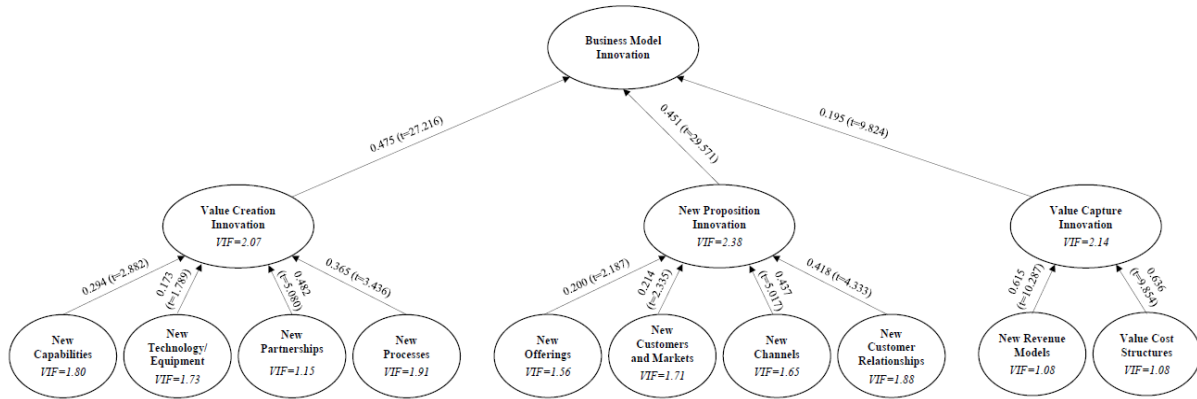 Business Model
Innovation
0.475 (t=27.216)
0.451 (t=29.571)
0.195 (t=9.824)
Value Creation
Innovation
VIF=2.07
New Proposition
Innovation
VIF=2.38
Value Capture
Innovation
VIF=2.14
0.294 (t=2.882)
0.173
(t=1.789)
0.482
(t=5.080)
0.365 (t=3.436)
0.200 (t=2.187)
0.214
(t=2.335)
0.437
(t=5.017)
0.418 (t=4.333)
0.615
(t=10.287)
0.636
(t=9.854)
New
Capabilities
VIF=1.80
New
Technology/
Equipment
VIF=1.73
New
Partnerships
VIF=1.15
New
Processes
VIF=1.91
New
Offerings
VIF=1.56
New
Customers
and Markets
VIF=1.71
New
Channels
VIF=1.65
New
Customer
Relationships
VIF=1.88
New Revenue
Models
VIF=1.08
Value Cost
Structures
VIF=1.08